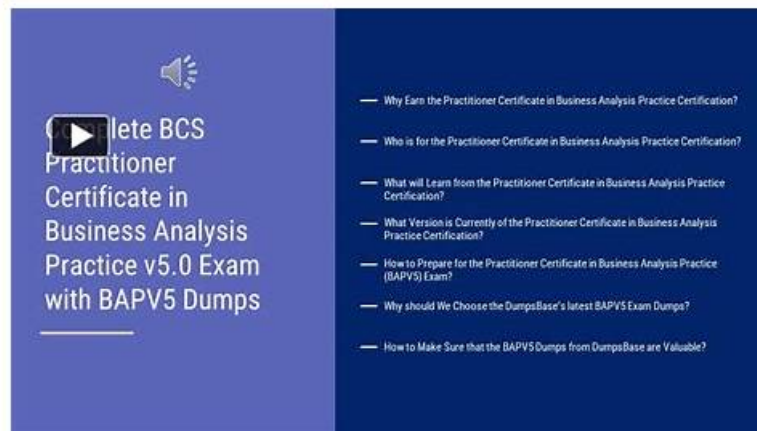 Complete BCS
Practitioner
Certificate in
Business Analysis
Practice v5.0 Exam
with BAPV5 Dumps
— Why Earn the Practitioner Certificate in Business Analysis Practice Certification?
— Who is for the Practitioner Certificate in Business Analysis Practice Certification?
— What will Learn from the Practitioner Certificate in Business Analysis Practice
Certification?
— What Version is Currently of the Practitioner Certificate in Business Analysis
Practice Certification?
— How to Prepare for the Practitioner Certificate in Business Analysis Practice
(BAPV5) Exam?
— Why should We Choose the DumpsBase's latest BAPV5 Exam Dumps?
— How to Make Sure that the BAPV5 Dumps from DumpsBase are Valuable?